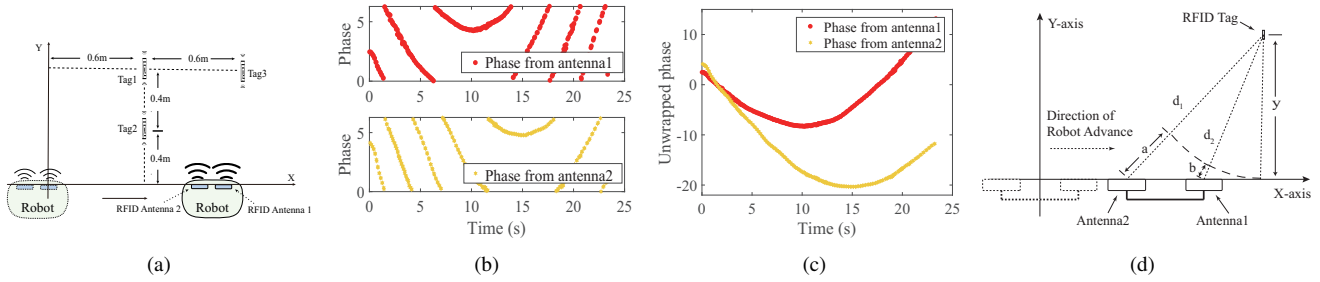 Y
0.6m
0.6m
Tag1
Tag3
0.4m
Tag2
0.4m
X
Robot
RFID Antenna 2
Robot
RFID Antenna 1
(a)
Phase
5
0
Phase from antenna1
0 5 10 15 20 25
Phase
5
0
Phase from antenna2
0 5 10 15 20 25
Time (s)
(b)
Unwrapped phase
10
0
-10
-20
Phase from antenna1
Phase from antenna2
0 5 10 15 20 25
Time (s)
(c)
Y-axis
RFID Tag
Direction of
Robot Advance
d1
d2
a
b
y
X-axis
Antenna2
Antenna1
(d)